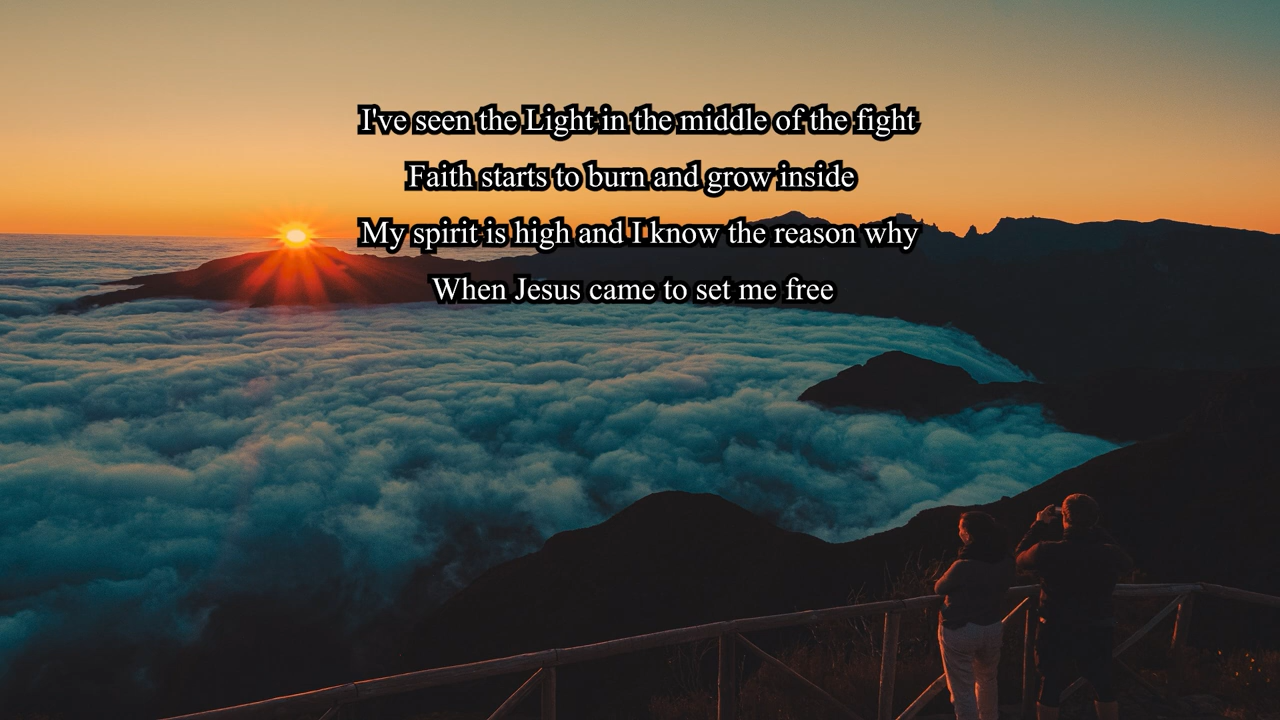 I've seen the Light in the middle of the fight
Faith starts to burn and grow inside
My spirit is high and I know the reason why
When Jesus came to set me free